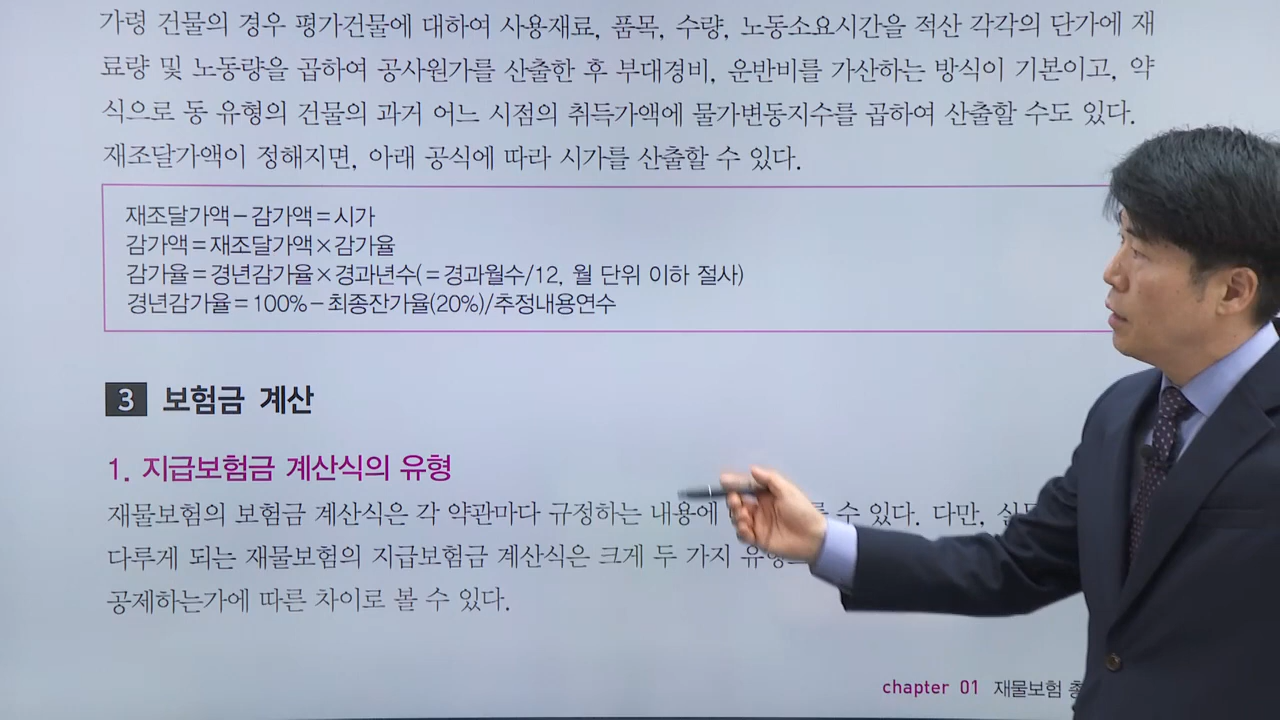 가령 건물의 경우 평가건물에 대하여 사용재료, 품목, 수량, 노동소요시간을 적산 각각의 단가에 재
료량 및 노동량을 곱하여 공사원가를 산출한 후 부대경비, 운반비를 가산하는 방식이 기본이고, 약
식으로 동 유형의 건물의 과거 어느 시점의 취득가액에 물가변동지수를 곱하여 산출할 수도 있다.
재조달가액이 정해지면, 아래 공식에 따라 시가를 산출할 수 있다.
재조달가액-감가액=시가
감가액=재조달가액×감가율
감가율=경년감가율×경과년수(=경과월수/12, 월 단위 이하 절사)
경년감가율=100%-최종잔가율(20%)/추정내용연수
3 보험금 계산
1. 지급보험금 계산식의 유형
재물보험의 보험금 계산식은 각 약관마다 규정하는 내용에 수 있다. 다만,
다루게 되는 재물보험의 지급보험금 계산식은 크게 두 가지
공제하는가에 따른 차이로 볼 수 있다.
chapter 01 재물보험